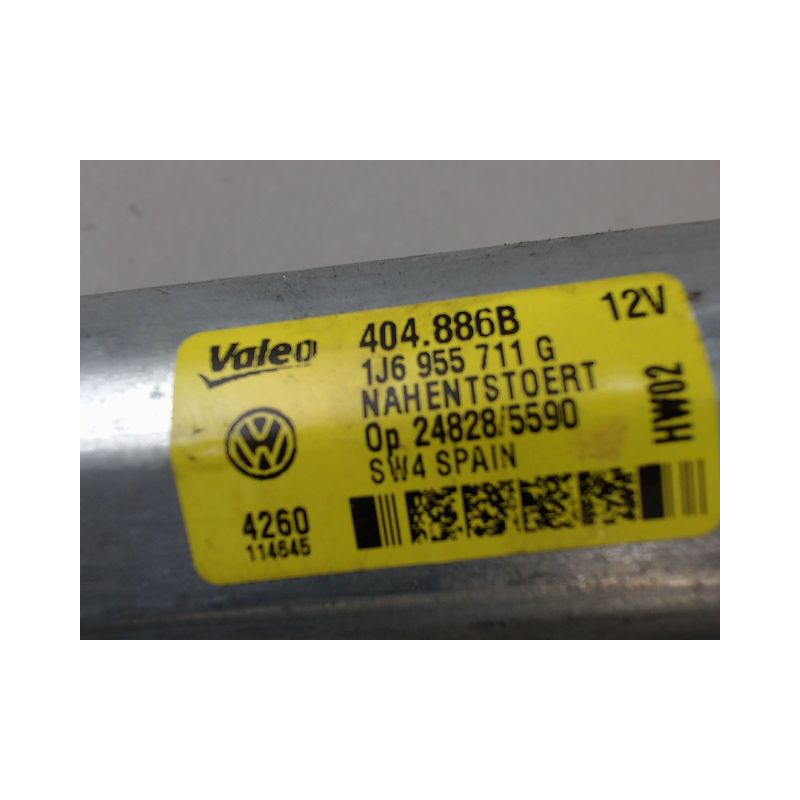 Valeo
404.886B
12V
1J6 955 711 G
NAHENTSTOERT
Op 24828/5590
SW4 SPAIN
HW02
VW
4260
114645